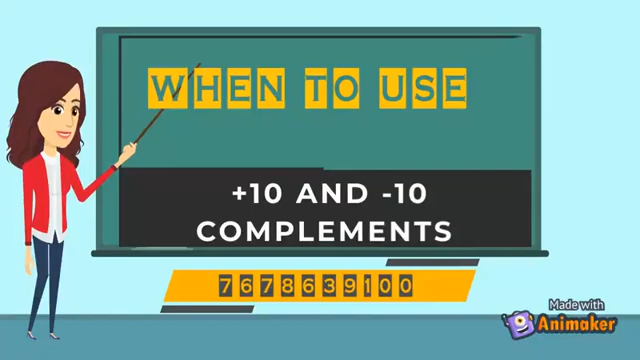 WHEN TO USE
+10 AND -10
COMPLEMENTS
7678639100
Made with
Animaker